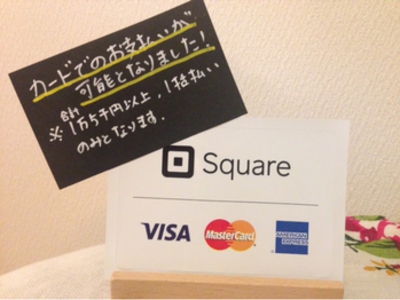 カードでのお支払いが
可能となりました!
合計
※1万5千円以上、1括払い
のみとなります.
Square
VISA
MasterCard
AMERICAN
EXPRESS